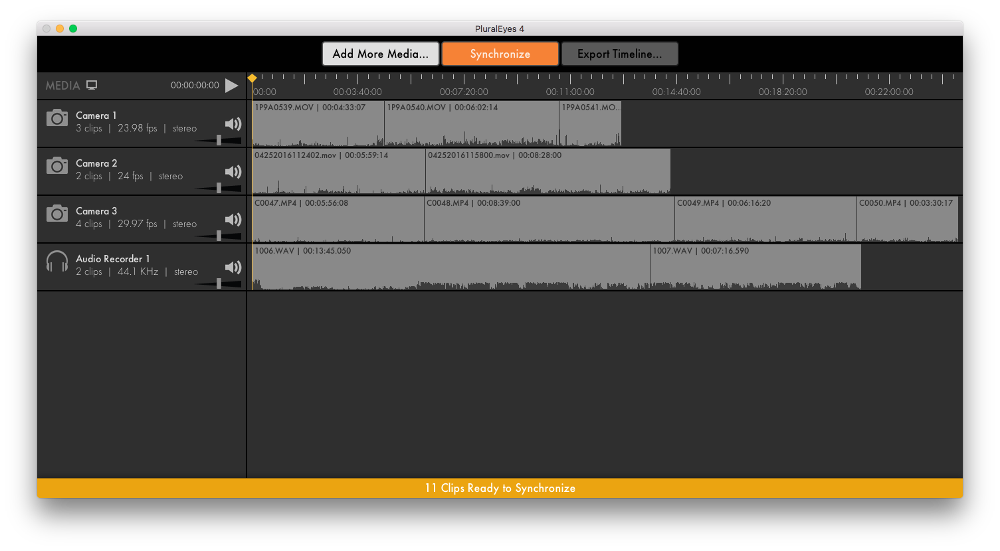 PluralEyes 4
Add More Media... Synchronize Export Timeline...
MEDIA 00:00:00:00
00:00 00:03:40:00 00:07:20:00 00:11:00:00 00:14:40:00 00:18:20:00 00:22:00:00
Camera 1
3 clips | 23.98 fps | stereo
1P9A0539.MOV | 00:04:33:07 1P9A0540.MOV | 00:06:02:14 1P9A0541.MO...
Camera 2
2 clips | 24 fps | stereo
04252016112402.mov | 00:05:59:14 04252016115800.mov | 00:08:28:00
Camera 3
4 clips | 29.97 fps | stereo
C0047.MP4 | 00:05:56:08 C0048.MP4 | 00:08:39:00 C0049.MP4 | 00:06:16:20 C0050.MP4 | 00:03:30:17
Audio Recorder 1
2 clips | 44.1 KHz | stereo
1006.WAV | 00:13:45.050 1007.WAV | 00:07:16.590
11 Clips Ready to Synchronize